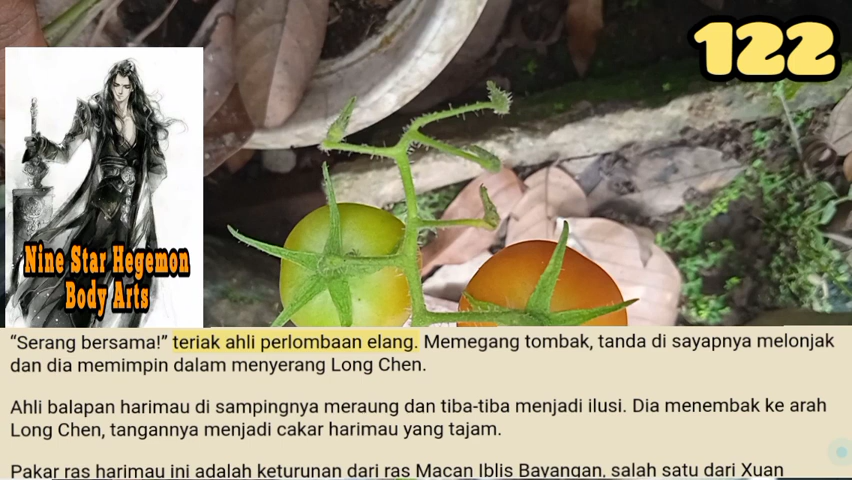 122
Nine Star Hegemon
Body Arts
“Serang bersama!” teriak ahli perlombaan elang. Memegang tombak, tanda di sayapnya melonjak
dan dia memimpin dalam menyerang Long Chen.
Ahli balapan harimau di sampingnya meraung dan tiba-tiba menjadi ilusi. Dia menembak ke arah
Long Chen, tangannya menjadi cakar harimau yang tajam.
Pakar ras harimau ini adalah keturunan dari ras Macan Iblis Bayangan, salah satu dari Xuan